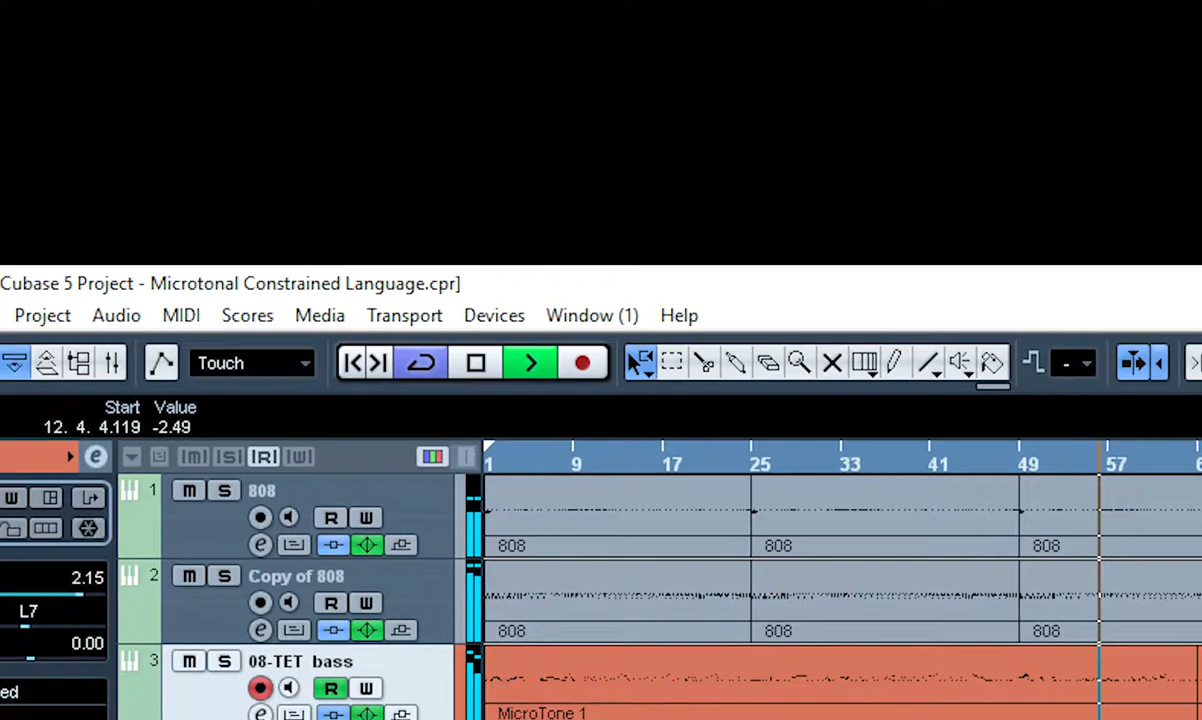 Cubase 5 Project - Microtonal Constrained Language.cpr]
Project Audio MIDI Scores Media Transport Devices Window (1) Help
Touch -
Start Value
12. 4. 4.119 -2.49
e |m| |S| |R| |W| 1 9 17 25 33 41 49 57
W 1 m S 808
R W
e 808 808 808
2.15 2 m S Copy of 808
L7 R W
0.00 e 808 808 808
3 m S 08-TET bass
ed R W
e MicroTone 1